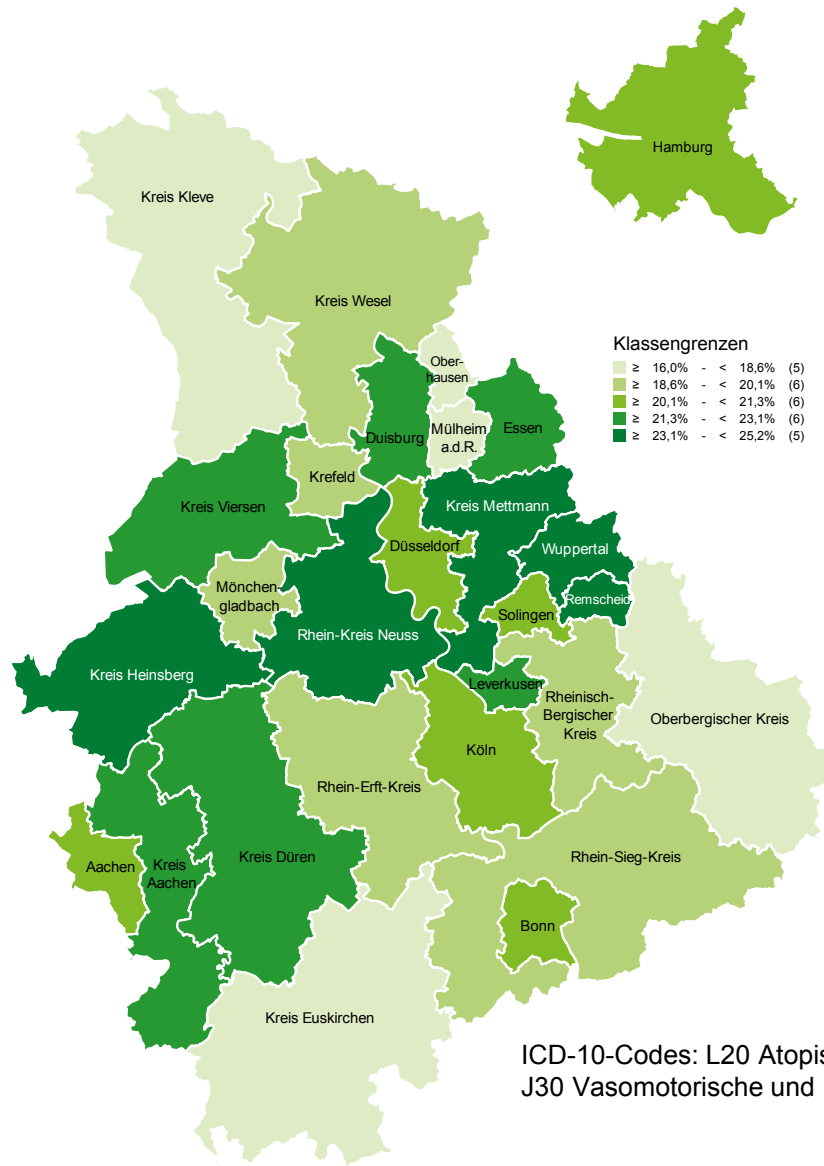 Hamburg
Kreis Kleve
Kreis Wesel
Klassengrenzen
≥ 16,0% - < 18,6% (5)
≥ 18,6% - < 20,1% (6)
≥ 20,1% - < 21,3% (6)
≥ 21,3% - < 23,1% (6)
≥ 23,1% - < 25,2% (5)
Ober-
hausen
Duisburg
Mülheim
a.d.R.
Essen
Krefeld
Kreis Viersen
Kreis Mettmann
Düsseldorf
Wuppertal
Mönchen-
gladbach
Remscheid
Solingen
Rhein-Kreis Neuss
Kreis Heinsberg
Leverkusen
Rheinisch-
Bergischer
Kreis
Oberbergischer Kreis
Köln
Rhein-Erft-Kreis
Kreis Düren
Aachen
Kreis
Aachen
Rhein-Sieg-Kreis
Bonn
Kreis Euskirchen
ICD-10-Codes: L20 Atopis
J30 Vasomotorische und